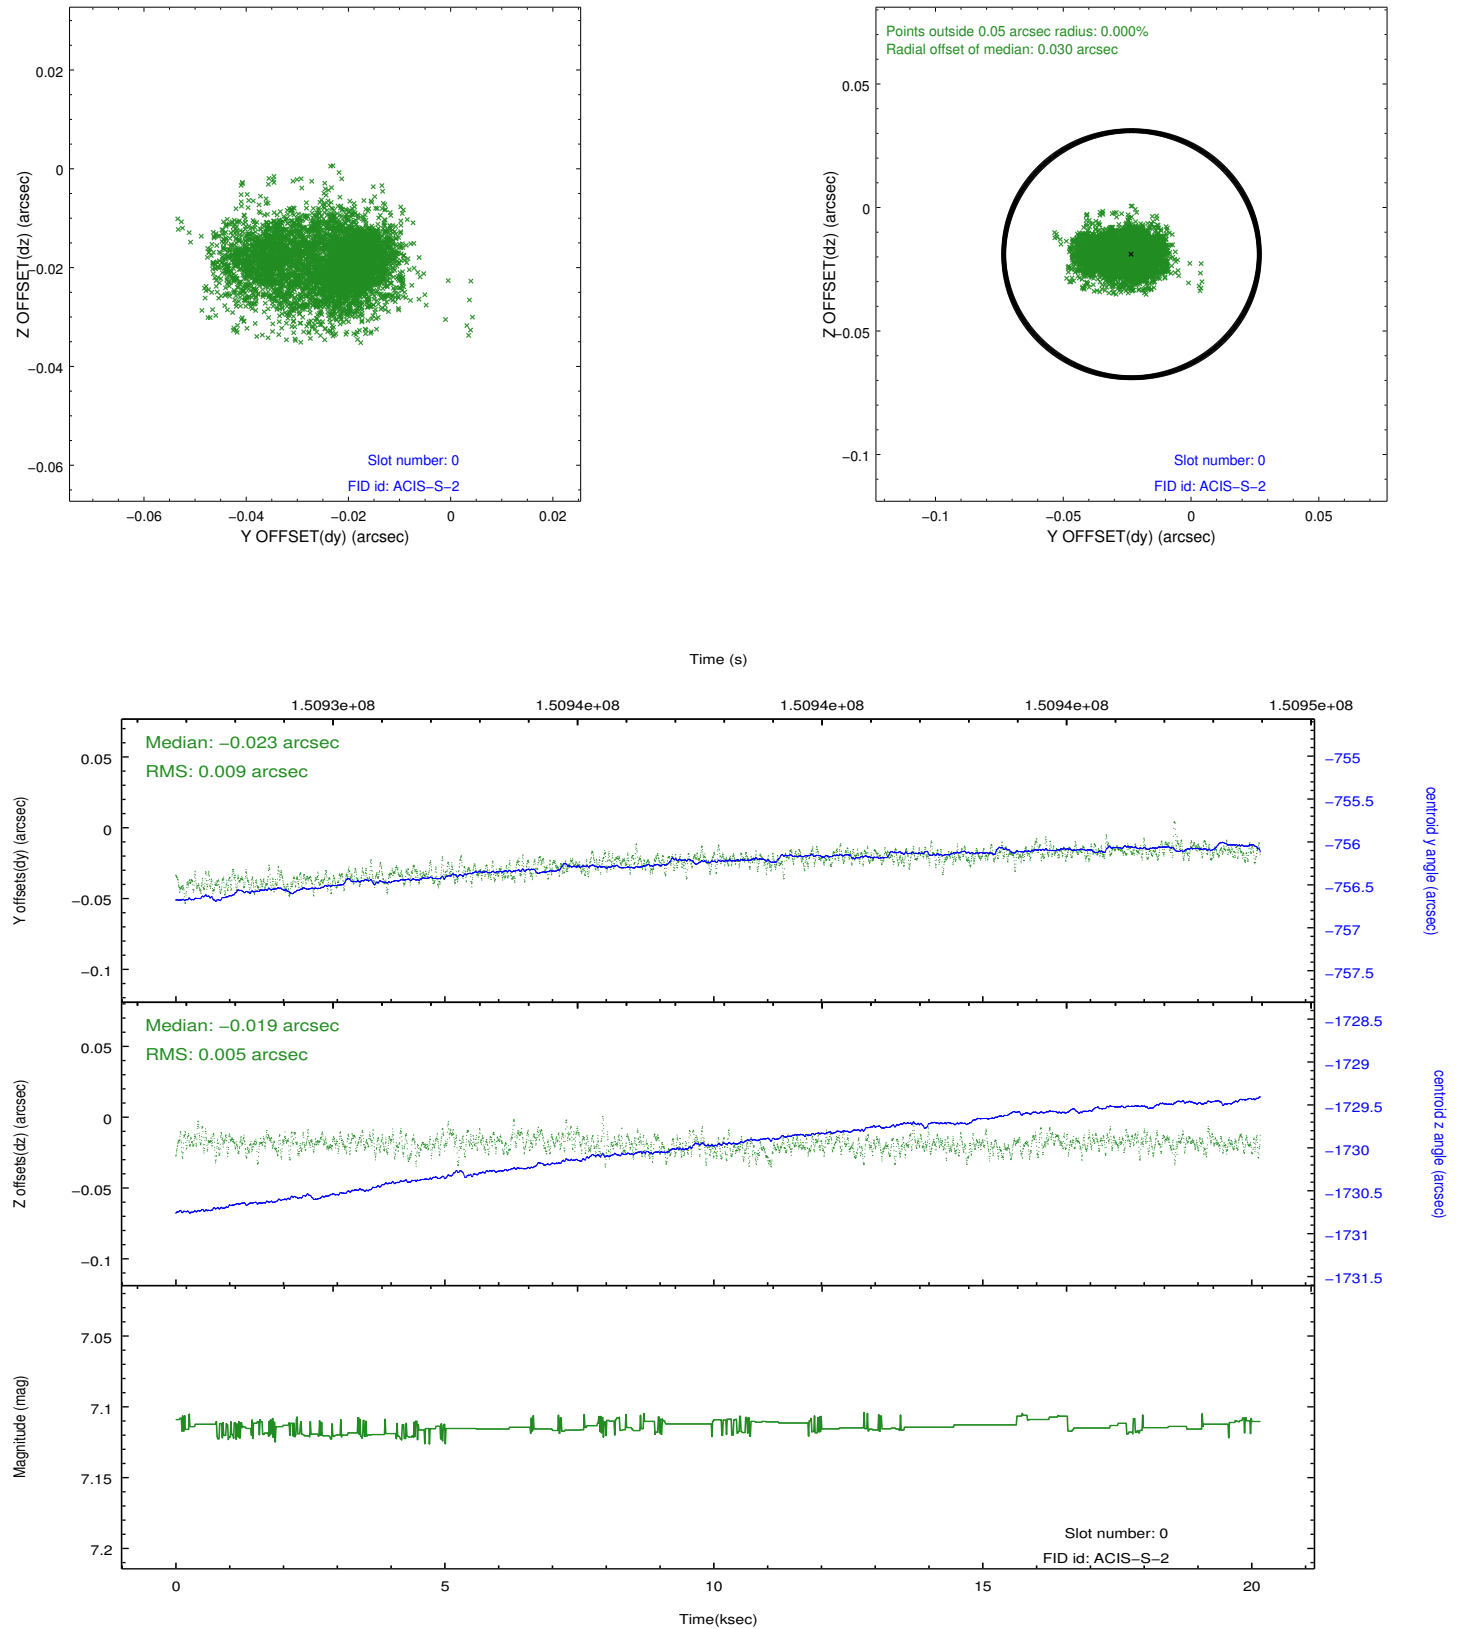 0.02
0
−0.02
−0.04
−0.06
Z OFFSET(dz) (arcsec)
Slot number: 0
FID id: ACIS−S−2
−0.06
−0.04
−0.02
0
0.02
Y OFFSET(dy) (arcsec)
Points outside 0.05 arcsec radius: 0.000%
Radial offset of median: 0.030 arcsec
0.05
0
−0.05
−0.1
Z OFFSET(dz) (arcsec)
Slot number: 0
FID id: ACIS−S−2
−0.1
−0.05
0
0.05
Y OFFSET(dy) (arcsec)
Time (s)
1.5093e+08
1.5094e+08
1.5094e+08
1.5094e+08
1.5095e+08
Median: −0.023 arcsec
RMS: 0.009 arcsec
0.05
0
−0.05
−0.1
Y offsets(dy) (arcsec)
−755
−755.5
−756
−756.5
−757
−757.5
centroid y angle (arcsec)
Median: −0.019 arcsec
RMS: 0.005 arcsec
0.05
0
−0.05
−0.1
Z offsets(dz) (arcsec)
−1728.5
−1729
−1729.5
−1730
−1730.5
−1731
−1731.5
centroid z angle (arcsec)
7.05
7.1
7.15
7.2
Magnitude (mag)
Slot number: 0
FID id: ACIS−S−2
0
5
10
15
20
Time(ksec)